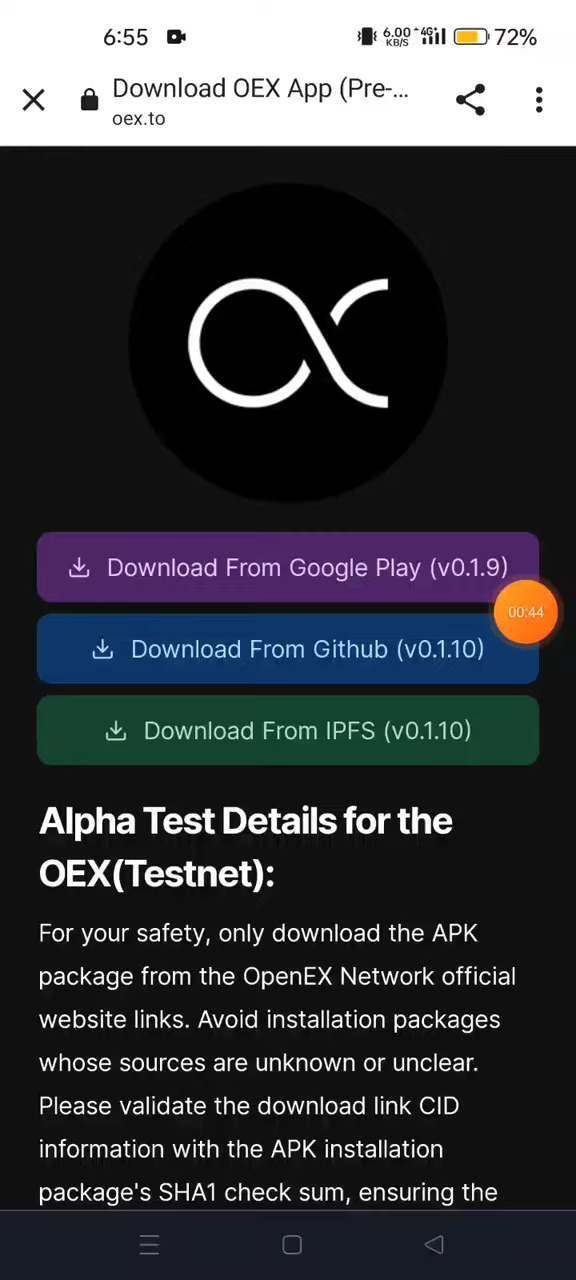 6:55
6.00 KB/S 4G+ 72%
Download OEX App (Pre-...
oex.to
Download From Google Play (v0.1.9)
00:44
Download From Github (v0.1.10)
Download From IPFS (v0.1.10)
Alpha Test Details for the
OEX(Testnet):
For your safety, only download the APK
package from the OpenEX Network official
website links. Avoid installation packages
whose sources are unknown or unclear.
Please validate the download link CID
information with the APK installation
package's SHA1 check sum, ensuring the